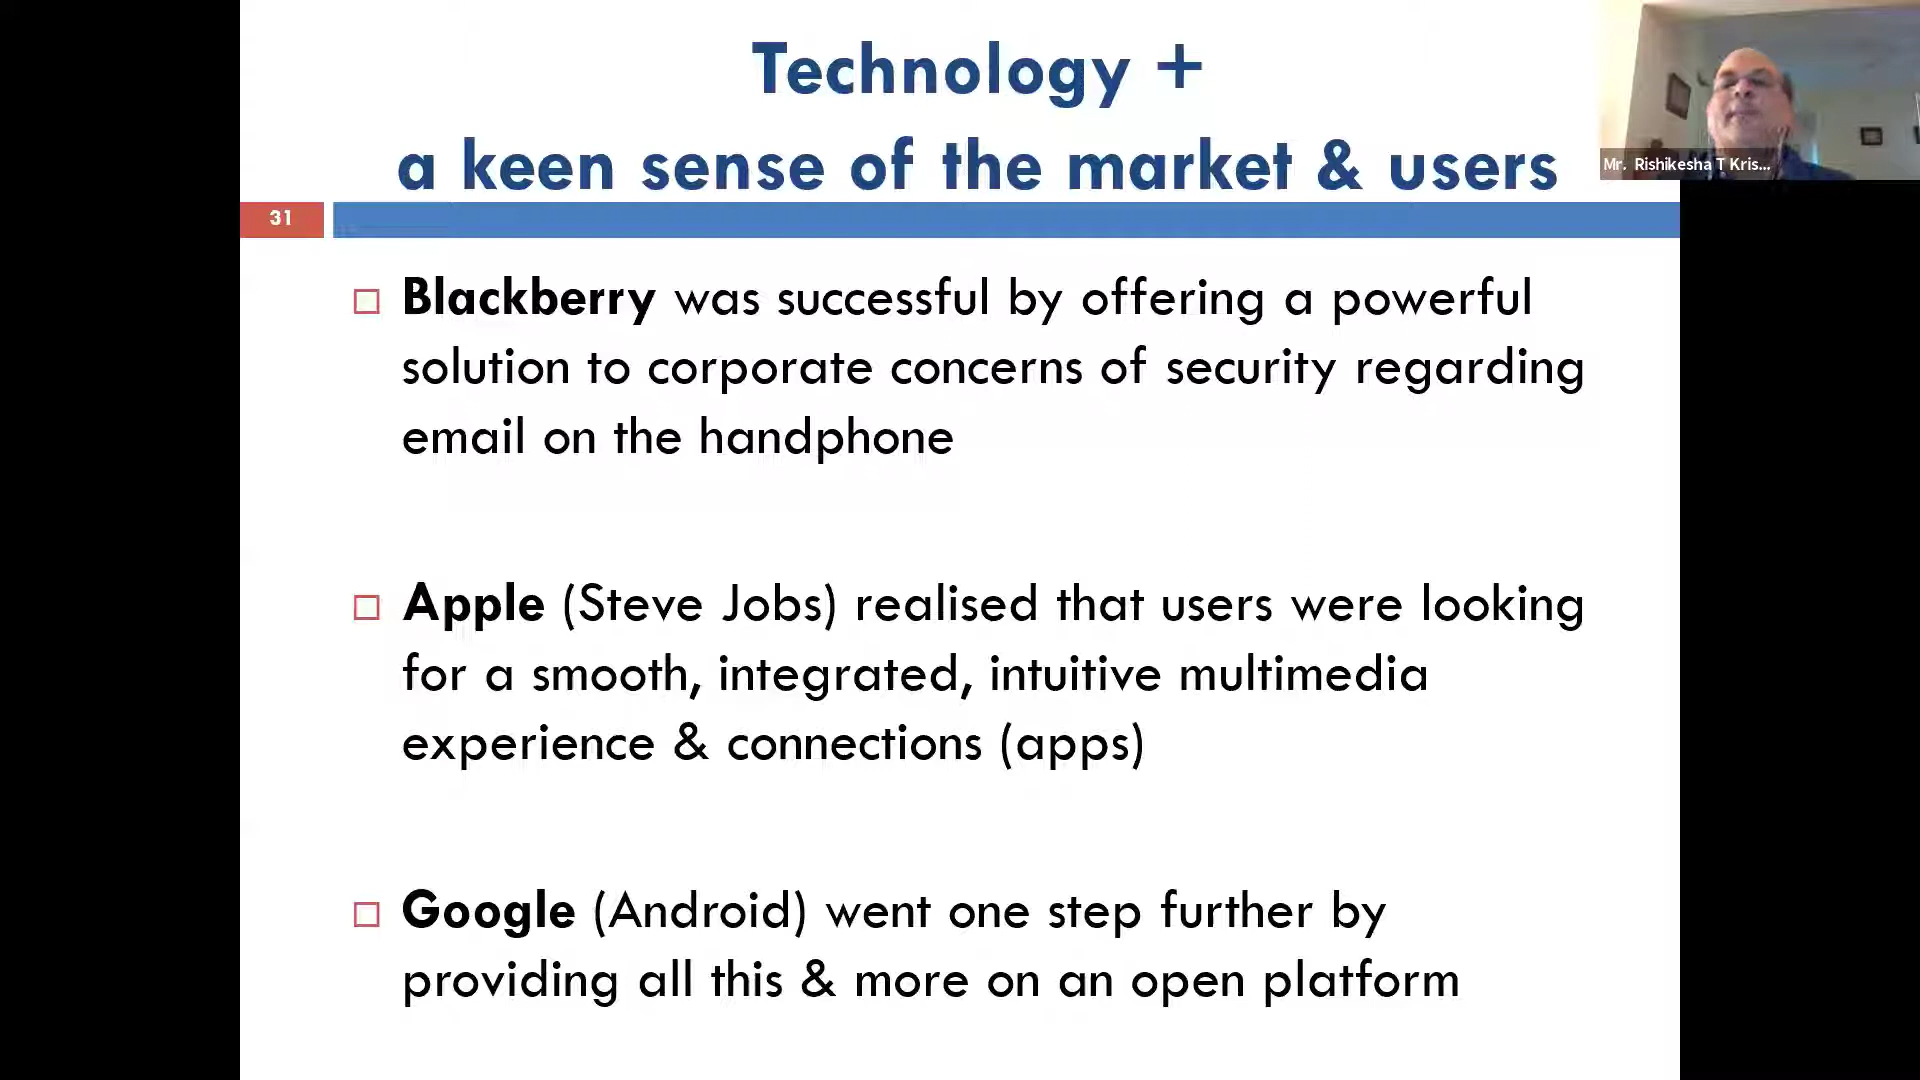 Technology +
a keen sense of the market & users
Mr. Rishikesha T Kris...
31
Blackberry was successful by offering a powerful
solution to corporate concerns of security regarding
email on the handphone
Apple (Steve Jobs) realised that users were looking
for a smooth, integrated, intuitive multimedia
experience & connections (apps)
Google (Android) went one step further by
providing all this & more on an open platform